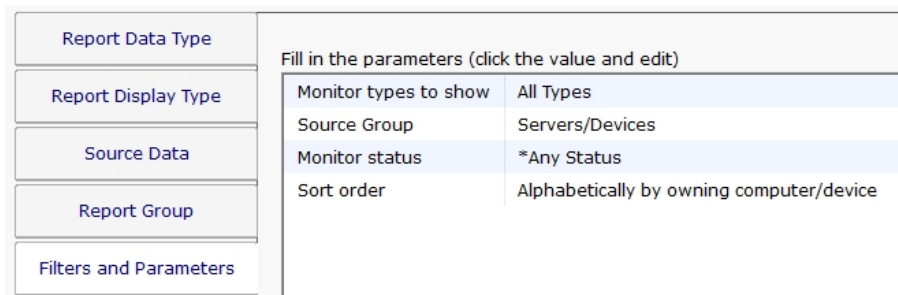 Report Data Type
Report Display Type
Source Data
Report Group
Filters and Parameters
Fill in the parameters (click the value and edit)
Monitor types to show All Types
Source Group Servers/Devices
Monitor status *Any Status
Sort order Alphabetically by owning computer/device